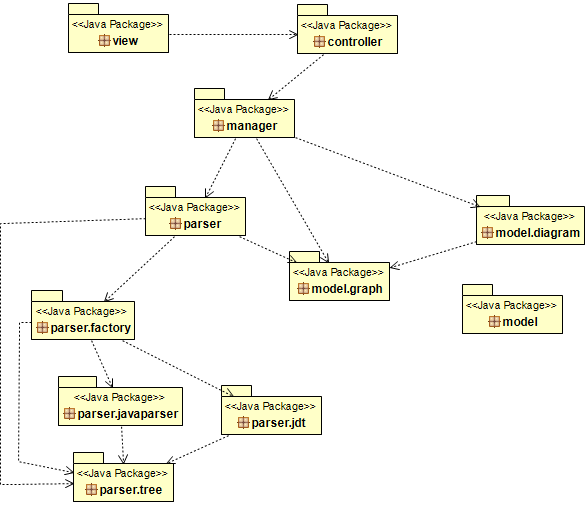 <<Java Package>>
view
<<Java Package>>
controller
<<Java Package>>
manager
<<Java Package>>
parser
<<Java Package>>
model.diagram
<<Java Package>>
model.graph
<<Java Package>>
parser.factory
<<Java Package>>
model
<<Java Package>>
parser.javaparser
<<Java Package>>
parser.jdt
<<Java Package>>
parser.tree